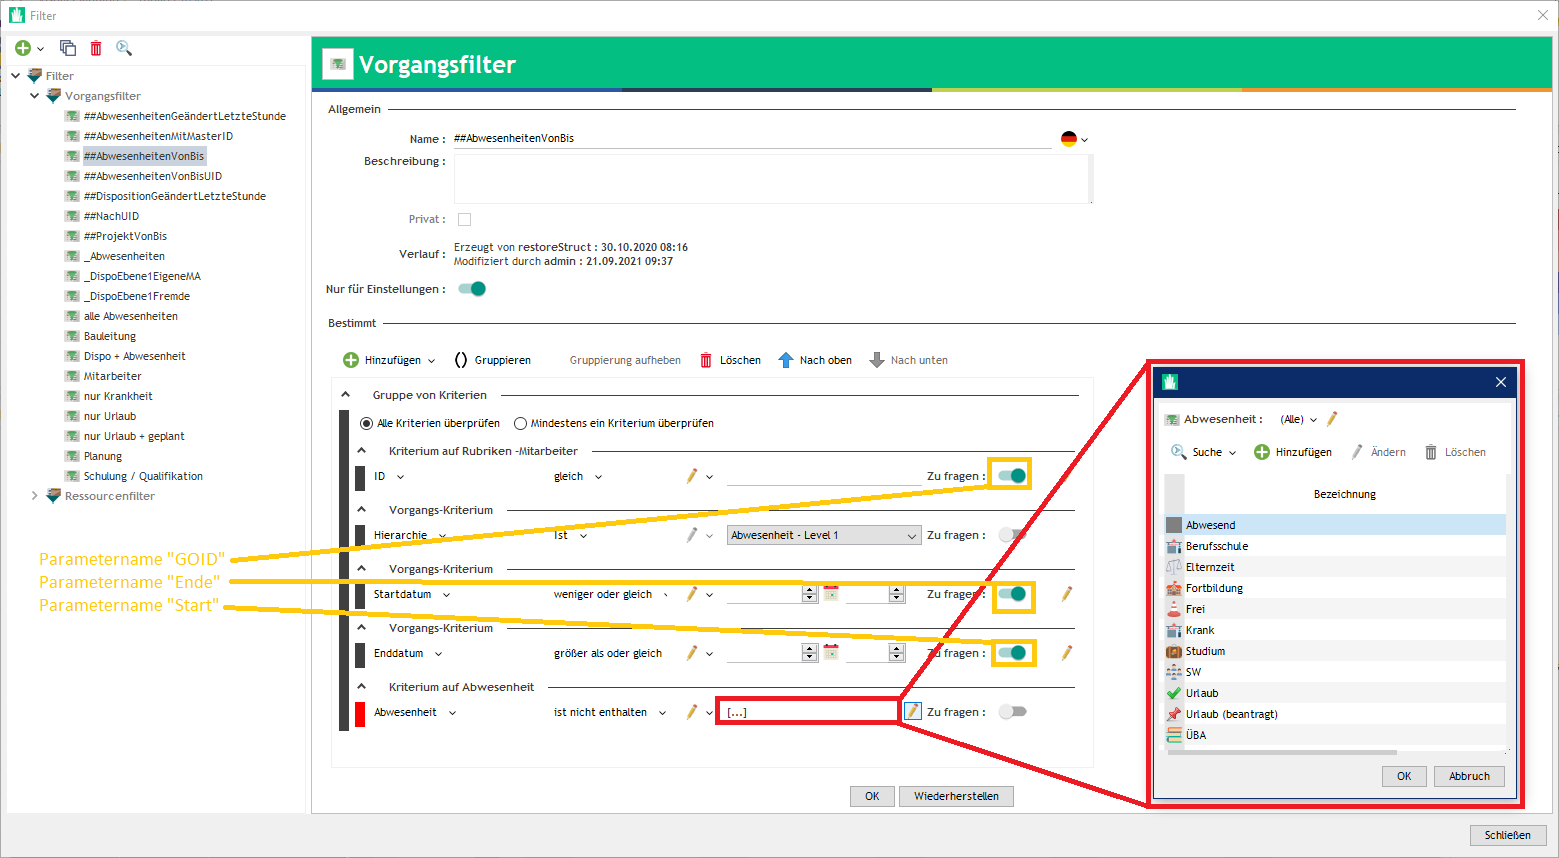 Filter
Filter
Vorgangsfilter
##AbwesenheitenGeändertLetzteStunde
##AbwesenheitenMitMasterID
##AbwesenheitenVonBis
##AbwesenheitenVonBisUID
##DispositionGeändertLetzteStunde
##NachUID
##ProjektVonBis
_Abwesenheiten
_DispoEbene1EigeneMA
_DispoEbene1Fremde
alle Abwesenheiten
Bauleitung
Dispo + Abwesenheit
Mitarbeiter
nur Krankheit
nur Urlaub
nur Urlaub + geplant
Planung
Schulung / Qualifikation
Ressourcenfilter
Parametername "GOID"
Parametername "Ende"
Parametername "Start"
Vorgangsfilter
Allgemein
Name : ##AbwesenheitenVonBis
Beschreibung :
Privat :
Verlauf : Erzeugt von restoreStruct : 30.10.2020 08:16
Modifiziert durch admin : 21.09.2021 09:37
Nur für Einstellungen :
Bestimmt
Hinzufügen () Gruppieren Gruppierung aufheben Löschen Nach oben Nach unten
Gruppe von Kriterien
Alle Kriterien überprüfen Mindestens ein Kriterium überprüfen
Kriterium auf Rubriken -Mitarbeiter
ID gleich Zu fragen :
Vorgangs-Kriterium
Hierarchie Ist Abwesenheit - Level 1 Zu fragen :
Vorgangs-Kriterium
Startdatum weniger oder gleich Zu fragen :
Vorgangs-Kriterium
Enddatum größer als oder gleich Zu fragen :
Kriterium auf Abwesenheit
Abwesenheit ist nicht enthalten [...] Zu fragen :
OK Wiederherstellen
Abwesenheit : (Alle)
Suche Hinzufügen Ändern Löschen
Bezeichnung
Abwesend
Berufsschule
Elternzeit
Fortbildung
Frei
Krank
Studium
SW
Urlaub
Urlaub (beantragt)
ÜBA
OK Abbruch
Schließen